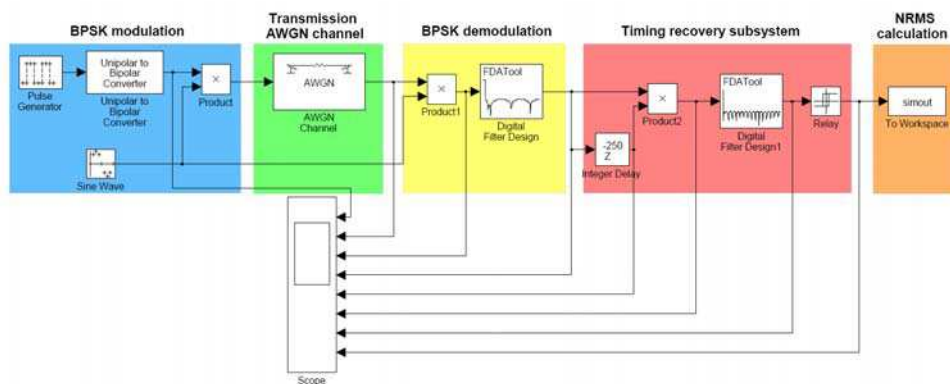 BPSK modulation
Transmission
AWGN channel
BPSK demodulation
Timing recovery subsystem
NRMS
calculation
Pulse
Generator
Unipolar to
Bipolar
Converter
Unipolar to
Bipolar
Converter
×
Product
Sine Wave
AWGN
AWGN
Channel
×
Product1
FDATool
Digital
Filter Design
×
Product2
-250
Z
Integer Delay
FDATool
Digital
Filter Design1
Relay
simout
To Workspace
Scope